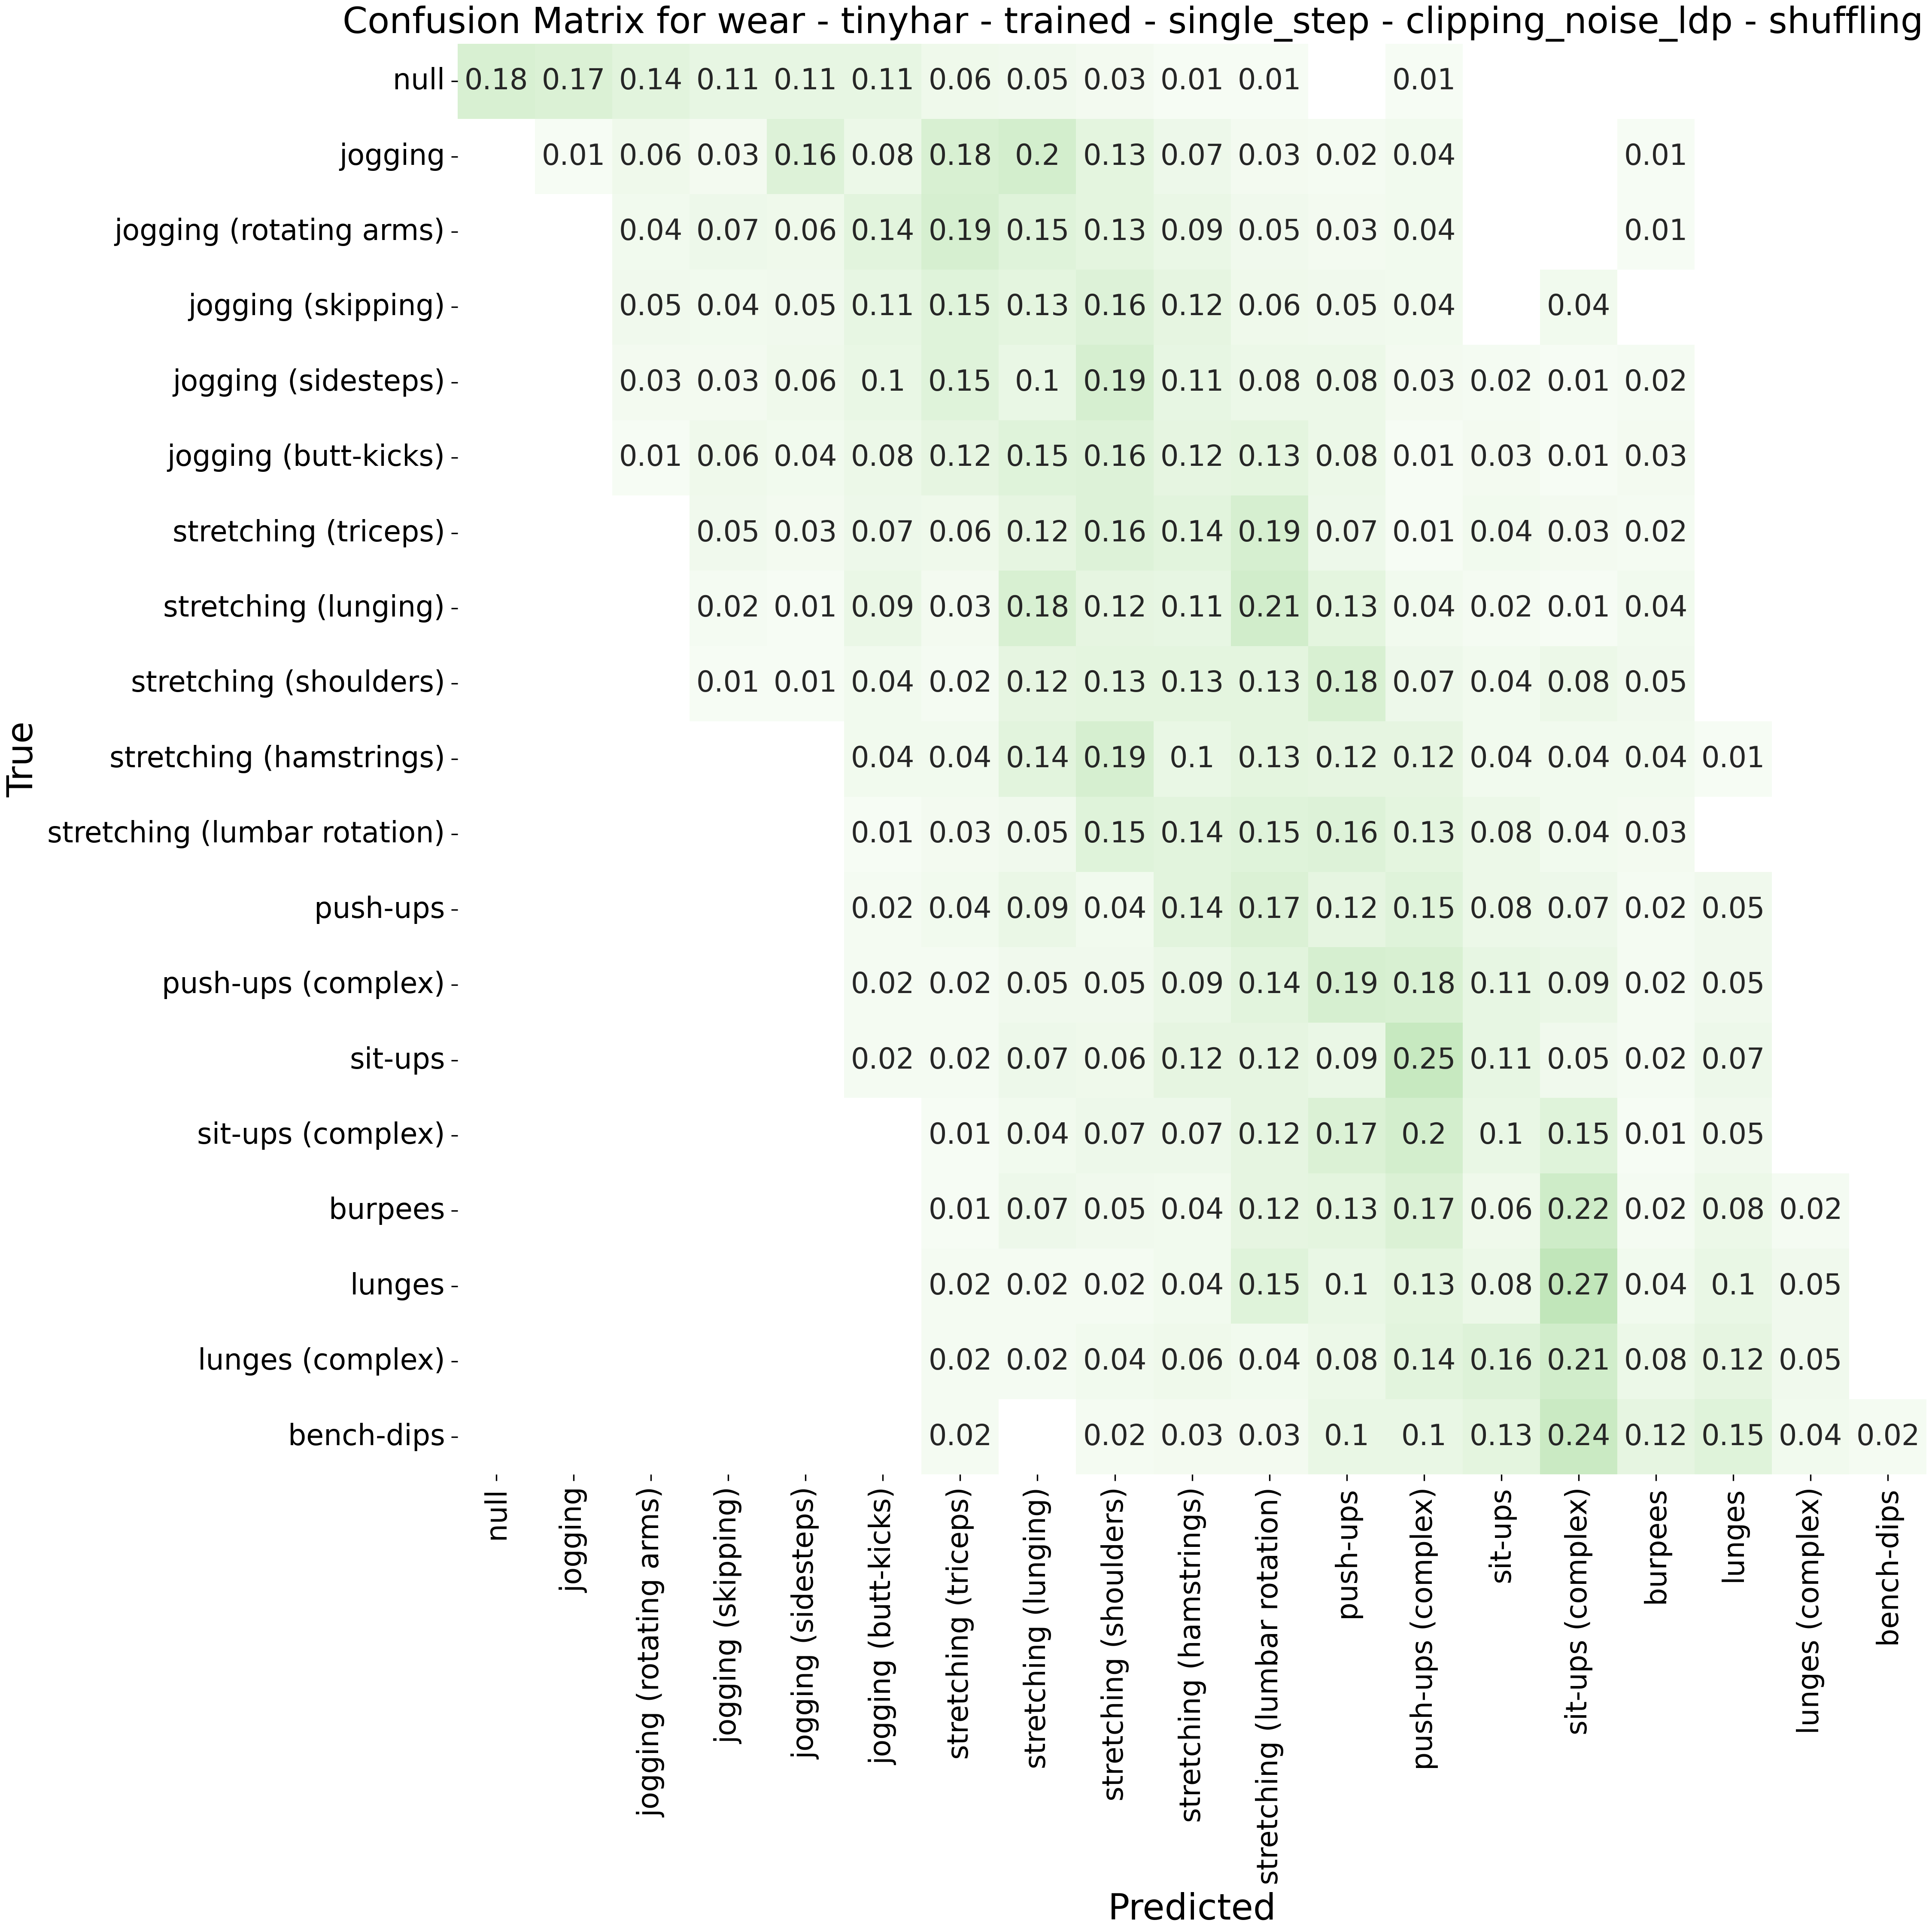 Confusion Matrix for wear - tinyhar - trained - single_step - clipping_noise_ldp - shuffling
null 0.18 0.17 0.14 0.11 0.11 0.11 0.06 0.05 0.03 0.01 0.01 0.01
jogging 0.01 0.06 0.03 0.16 0.08 0.18 0.2 0.13 0.07 0.03 0.02 0.04 0.01
jogging (rotating arms) 0.04 0.07 0.06 0.14 0.19 0.15 0.13 0.09 0.05 0.03 0.04 0.01
jogging (skipping) 0.05 0.04 0.05 0.11 0.15 0.13 0.16 0.12 0.06 0.05 0.04 0.04
jogging (sidesteps) 0.03 0.03 0.06 0.1 0.15 0.1 0.19 0.11 0.08 0.08 0.03 0.02 0.01 0.02
jogging (butt-kicks) 0.01 0.06 0.04 0.08 0.12 0.15 0.16 0.12 0.13 0.08 0.01 0.03 0.01 0.03
stretching (triceps) 0.05 0.03 0.07 0.06 0.12 0.16 0.14 0.19 0.07 0.01 0.04 0.03 0.02
stretching (lunging) 0.02 0.01 0.09 0.03 0.18 0.12 0.11 0.21 0.13 0.04 0.02 0.01 0.04
stretching (shoulders) 0.01 0.01 0.04 0.02 0.12 0.13 0.13 0.13 0.18 0.07 0.04 0.08 0.05
stretching (hamstrings) 0.04 0.04 0.14 0.19 0.1 0.13 0.12 0.12 0.04 0.04 0.04 0.01
stretching (lumbar rotation) 0.01 0.03 0.05 0.15 0.14 0.15 0.16 0.13 0.08 0.04 0.03
push-ups 0.02 0.04 0.09 0.04 0.14 0.17 0.12 0.15 0.08 0.07 0.02 0.05
push-ups (complex) 0.02 0.02 0.05 0.05 0.09 0.14 0.19 0.18 0.11 0.09 0.02 0.05
sit-ups 0.02 0.02 0.07 0.06 0.12 0.12 0.09 0.25 0.11 0.05 0.02 0.07
sit-ups (complex) 0.01 0.04 0.07 0.07 0.12 0.17 0.2 0.1 0.15 0.01 0.05
burpees 0.01 0.07 0.05 0.04 0.12 0.13 0.17 0.06 0.22 0.02 0.08 0.02
lunges 0.02 0.02 0.02 0.04 0.15 0.1 0.13 0.08 0.27 0.04 0.1 0.05
lunges (complex) 0.02 0.02 0.04 0.06 0.04 0.08 0.14 0.16 0.21 0.08 0.12 0.05
bench-dips 0.02 0.02 0.03 0.03 0.1 0.1 0.13 0.24 0.12 0.15 0.04 0.02
True
null
jogging
jogging (rotating arms)
jogging (skipping)
jogging (sidesteps)
jogging (butt-kicks)
stretching (triceps)
stretching (lunging)
stretching (shoulders)
stretching (hamstrings)
stretching (lumbar rotation)
push-ups
push-ups (complex)
sit-ups
sit-ups (complex)
burpees
lunges
lunges (complex)
bench-dips
Predicted